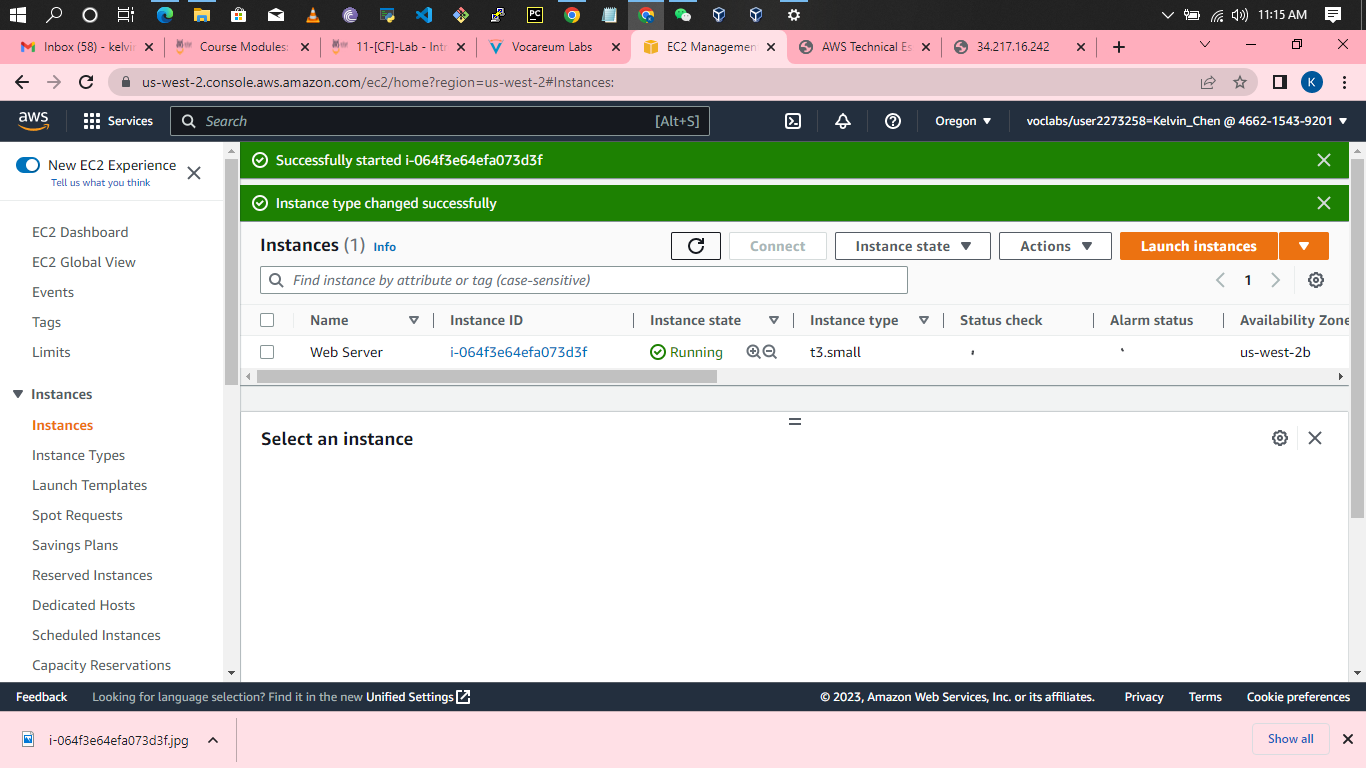 11:15 AM
Inbox (58) - kelvi
Course Modules:
11-[CF]-Lab - Intr
Vocareum Labs
EC2 Managemen
AWS Technical Es
34.217.16.242
us-west-2.console.aws.amazon.com/ec2/home?region=us-west-2#Instances:
K
aws
Services
Search
[Alt+S]
Oregon
voclabs/user2273258=Kelvin_Chen @ 4662-1543-9201
New EC2 Experience
Tell us what you think
EC2 Dashboard
EC2 Global View
Events
Tags
Limits
Instances
Instances
Instance Types
Launch Templates
Spot Requests
Savings Plans
Reserved Instances
Dedicated Hosts
Scheduled Instances
Capacity Reservations
Successfully started i-064f3e64efa073d3f
Instance type changed successfully
Instances (1) Info
Connect
Instance state
Actions
Launch instances
Find instance by attribute or tag (case-sensitive)
1
Name Instance ID Instance state Instance type Status check Alarm status Availability Zone
Web Server i-064f3e64efa073d3f Running t3.small - us-west-2b
Select an instance
Feedback
Looking for language selection? Find it in the new Unified Settings
© 2023, Amazon Web Services, Inc. or its affiliates.
Privacy
Terms
Cookie preferences
i-064f3e64efa073d3f.jpg
Show all